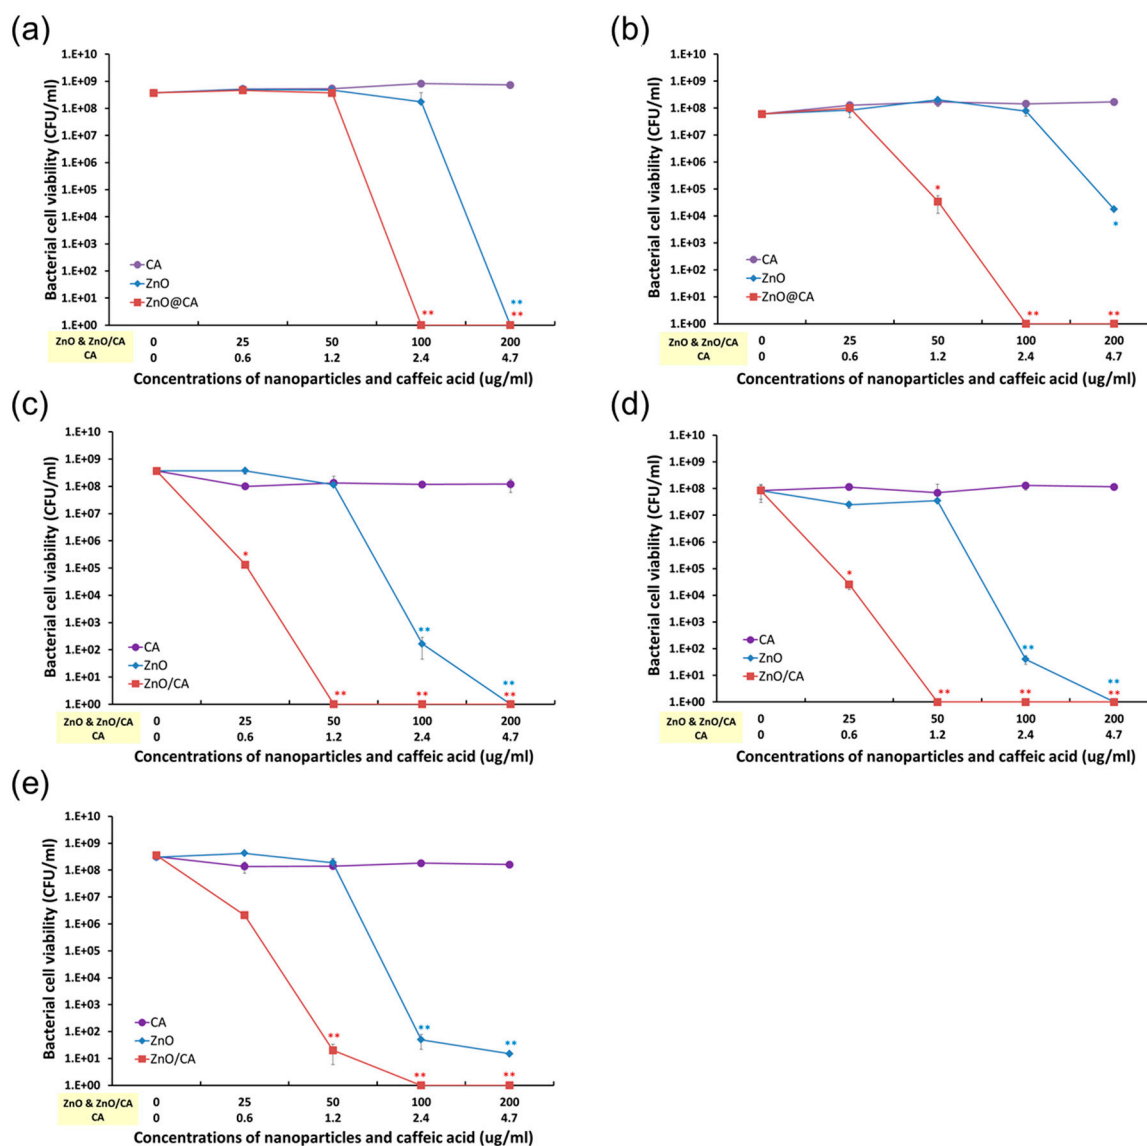 (a)
Bacterial cell viability (CFU/ml)
1.E+10
1.E+09
1.E+08
1.E+07
1.E+06
1.E+05
1.E+04
1.E+03
1.E+02
1.E+01
1.E+00
CA
ZnO
ZnO@CA
**
**
**
ZnO & ZnO/CA 0 25 50 100 200
CA 0 0.6 1.2 2.4 4.7
Concentrations of nanoparticles and caffeic acid (ug/ml)
(b)
Bacterial cell viability (CFU/ml)
1.E+10
1.E+09
1.E+08
1.E+07
1.E+06
1.E+05
1.E+04
1.E+03
1.E+02
1.E+01
1.E+00
*
*
CA
ZnO
ZnO@CA
** **
ZnO & ZnO/CA 0 25 50 100 200
CA 0 0.6 1.2 2.4 4.7
Concentrations of nanoparticles and caffeic acid (ug/ml)
(c)
Bacterial cell viability (CFU/ml)
1.E+10
1.E+09
1.E+08
1.E+07
1.E+06
1.E+05
1.E+04
1.E+03
1.E+02
1.E+01
1.E+00
*
**
CA
ZnO
ZnO/CA
**
** ** **
ZnO & ZnO/CA 0 25 50 100 200
CA 0 0.6 1.2 2.4 4.7
Concentrations of nanoparticles and caffeic acid (ug/ml)
(d)
Bacterial cell viability (CFU/ml)
1.E+10
1.E+09
1.E+08
1.E+07
1.E+06
1.E+05
1.E+04
1.E+03
1.E+02
1.E+01
1.E+00
*
CA
ZnO
ZnO/CA
**
**
** ** **
ZnO & ZnO/CA 0 25 50 100 200
CA 0 0.6 1.2 2.4 4.7
Concentrations of nanoparticles and caffeic acid (ug/ml)
(e)
Bacterial cell viability (CFU/ml)
1.E+10
1.E+09
1.E+08
1.E+07
1.E+06
1.E+05
1.E+04
1.E+03
1.E+02
1.E+01
1.E+00
CA
ZnO
ZnO/CA
** ** **
** **
ZnO & ZnO/CA 0 25 50 100 200
CA 0 0.6 1.2 2.4 4.7
Concentrations of nanoparticles and caffeic acid (ug/ml)